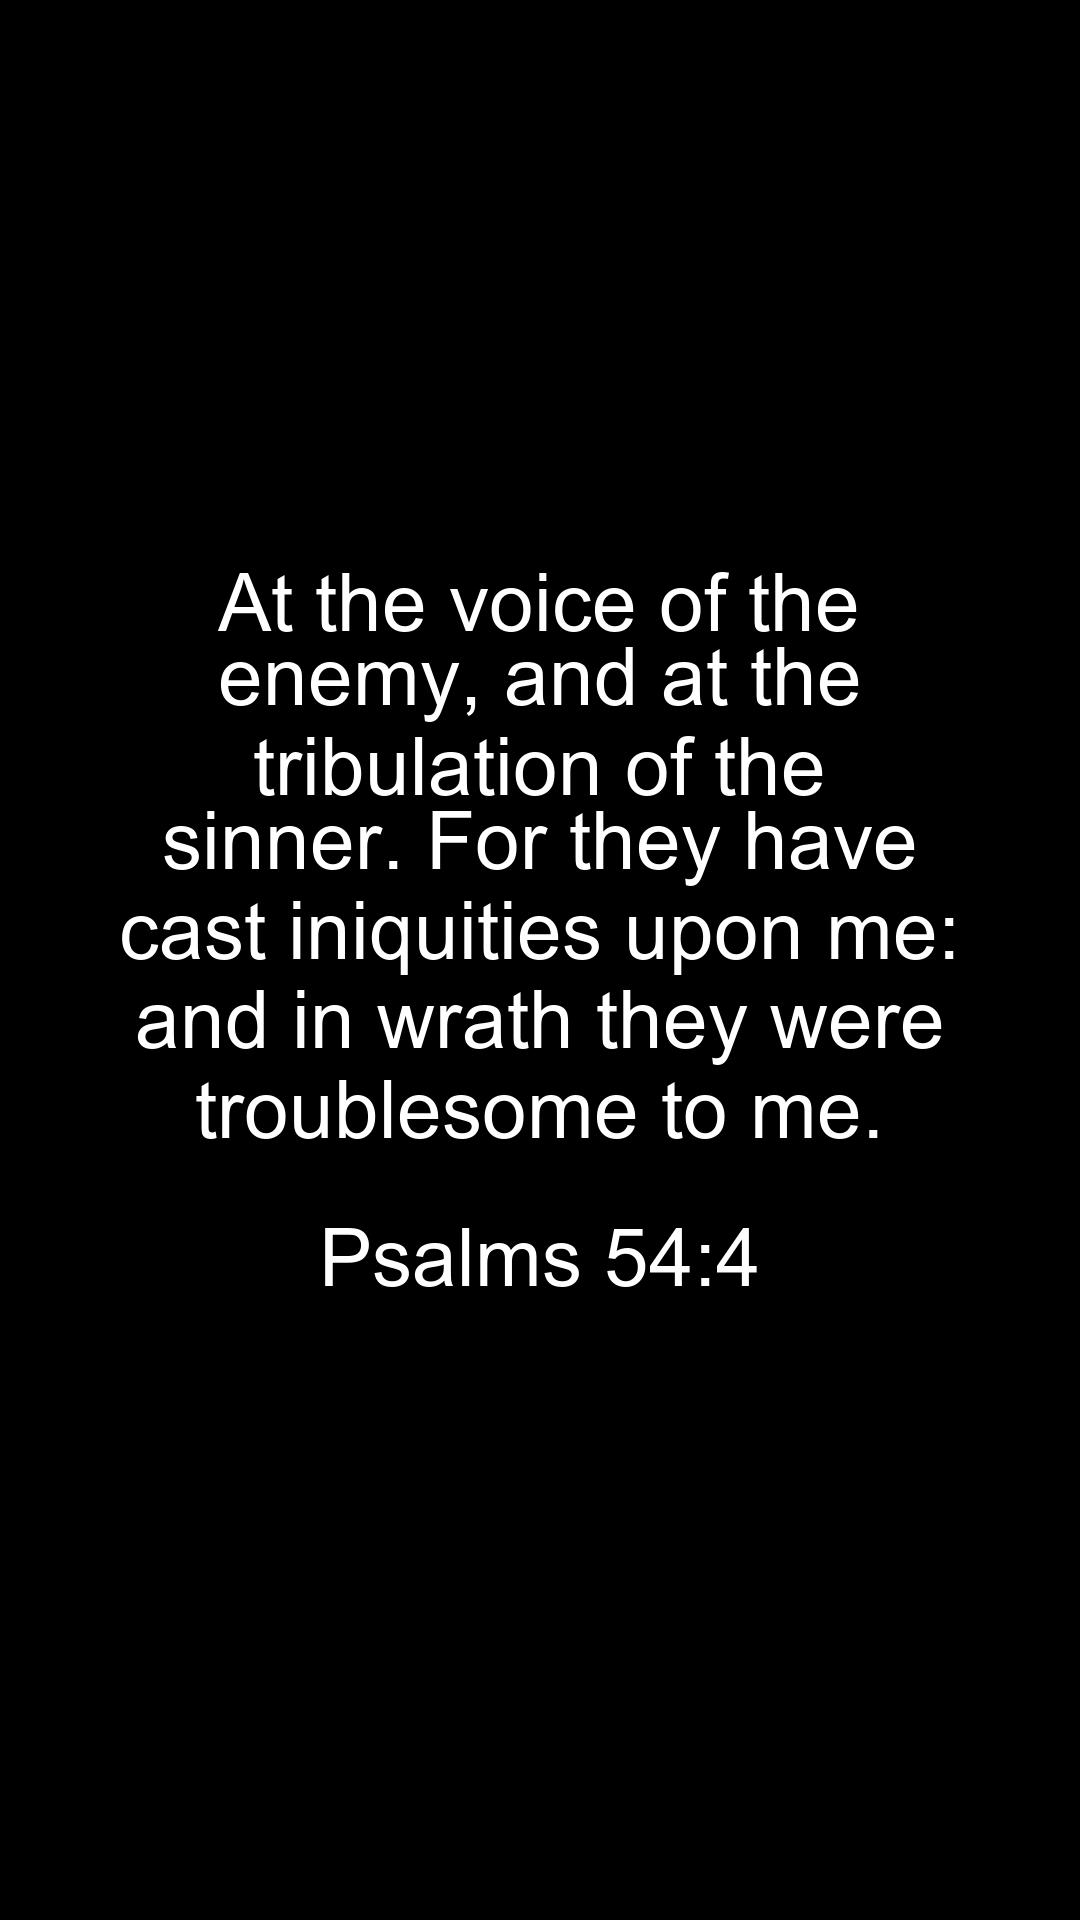 At the voice of the
enemy, and at the
tribulation of the
sinner. For they have
cast iniquities upon me:
and in wrath they were
troublesome to me.
Psalms 54:4